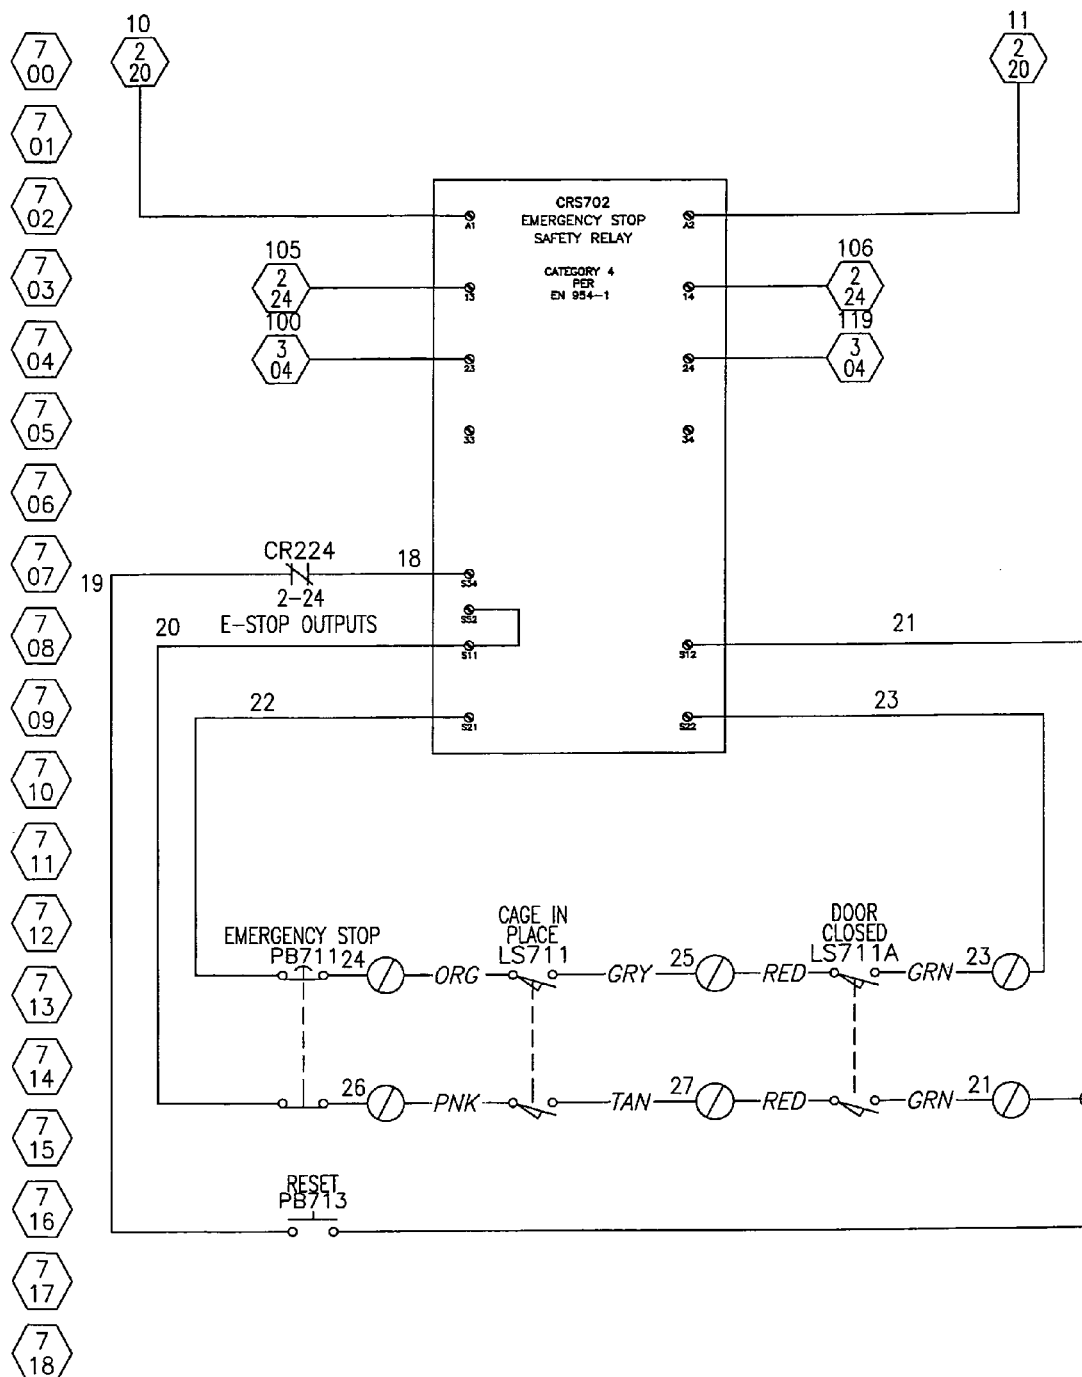 10
11
7
00
2
20
2
20
7
01
7
02
CRS702
EMERGENCY STOP
SAFETY RELAY
A1
A2
CATEGORY 4
PER
EN 954-1
7
03
105
2
24
13
14
106
2
24
7
04
100
3
04
23
24
119
3
04
7
05
33
34
7
06
7
07
19
CR224
18
S34
2-24
E-STOP OUTPUTS
S52
7
08
20
S11
S12
21
7
09
22
S21
S22
23
7
10
7
11
7
12
EMERGENCY STOP
PB711
24
CAGE IN
PLACE
LS711
DOOR
CLOSED
LS711A
7
13
ORG
GRY
25
RED
GRN
23
7
14
26
PNK
TAN
27
RED
GRN
21
7
15
7
16
RESET
PB713
7
17
7
18